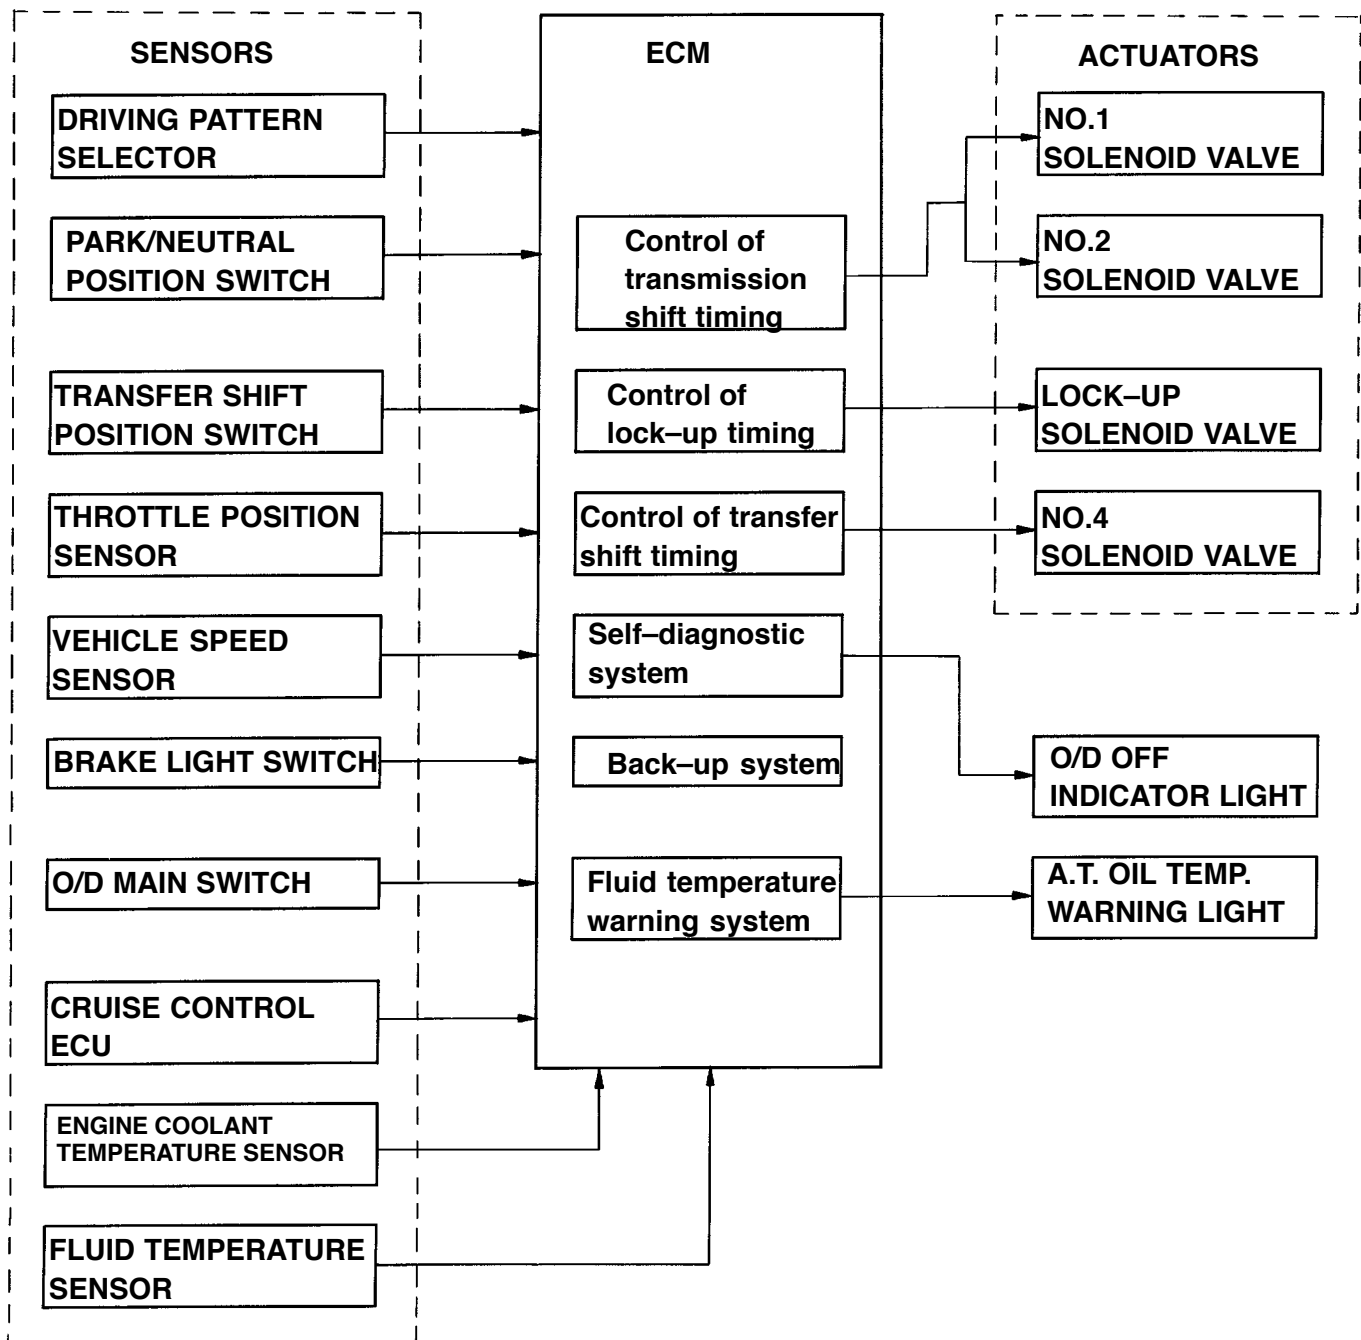 SENSORS
DRIVING PATTERN
SELECTOR
PARK/NEUTRAL
POSITION SWITCH
TRANSFER SHIFT
POSITION SWITCH
THROTTLE POSITION
SENSOR
VEHICLE SPEED
SENSOR
BRAKE LIGHT SWITCH
O/D MAIN SWITCH
CRUISE CONTROL
ECU
ENGINE COOLANT
TEMPERATURE SENSOR
FLUID TEMPERATURE
SENSOR
ECM
Control of
transmission
shift timing
Control of
lock–up timing
Control of transfer
shift timing
Self–diagnostic
system
Back–up system
Fluid temperature
warning system
ACTUATORS
NO.1
SOLENOID VALVE
NO.2
SOLENOID VALVE
LOCK–UP
SOLENOID VALVE
NO.4
SOLENOID VALVE
O/D OFF
INDICATOR LIGHT
A.T. OIL TEMP.
WARNING LIGHT